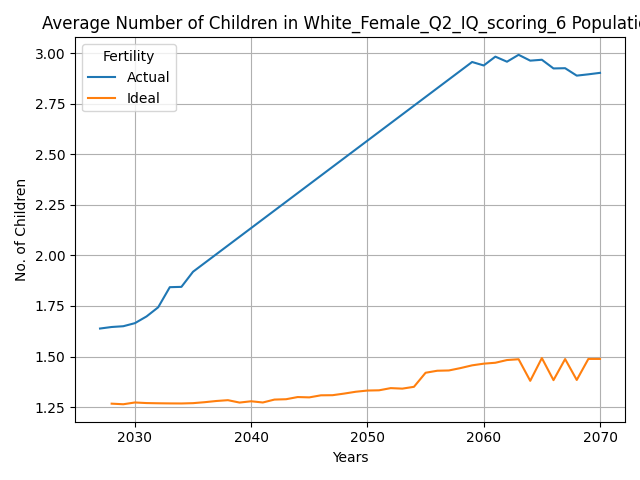 Average Number of Children in White_Female_Q2_IQ_scoring_6 Populatio
Fertility
Actual
Ideal
3.00
2.75
2.50
2.25
2.00
1.75
1.50
1.25
No. of Children
2030 2040 2050 2060 2070
Years